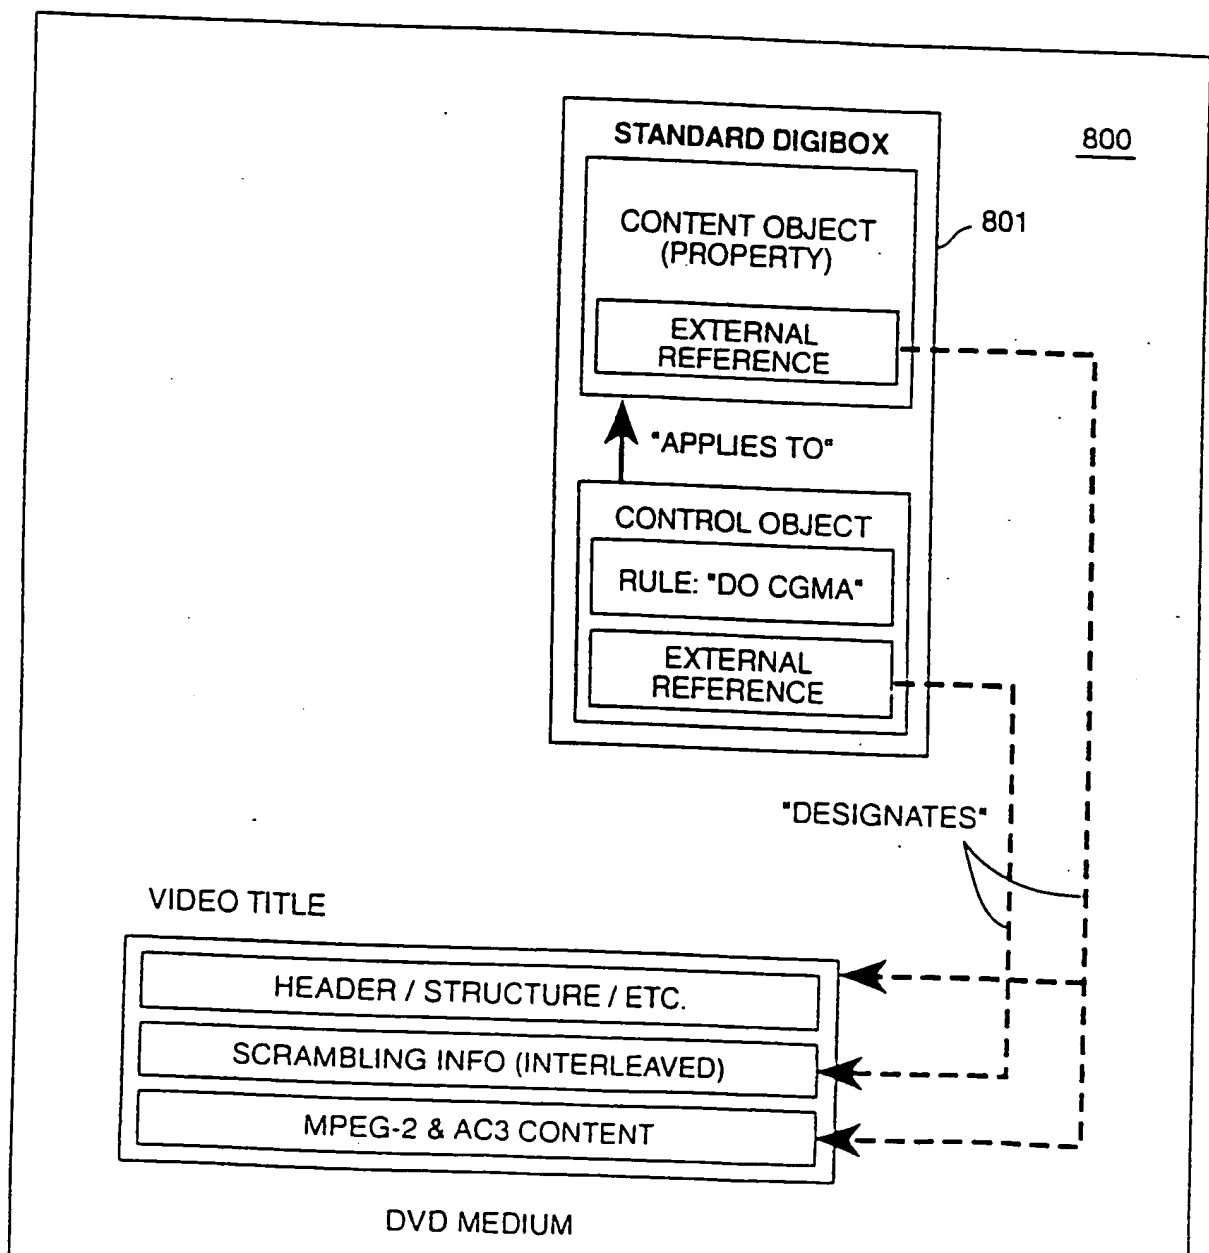 STANDARD DIGIBOX
800
CONTENT OBJECT
(PROPERTY)
801
EXTERNAL
REFERENCE
"APPLIES TO"
CONTROL OBJECT
RULE: "DO CGMA"
EXTERNAL
REFERENCE
"DESIGNATES"
VIDEO TITLE
HEADER / STRUCTURE / ETC.
SCRAMBLING INFO (INTERLEAVED)
MPEG-2 & AC3 CONTENT
DVD MEDIUM